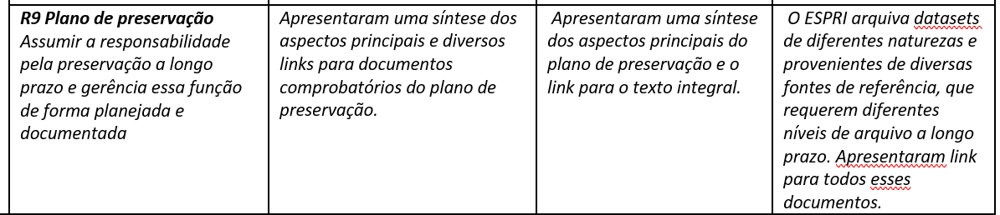 R9 Plano de preservação
Assumir a responsabilidade
pela preservação a longo
prazo e gerência essa função
de forma planejada e
documentada
Apresentaram uma síntese dos
aspectos principais e diversos
links para documentos
comprobatórios do plano de
preservação.
Apresentaram uma síntese
dos aspectos principais do
plano de preservação e o
link para o texto integral.
O ESPRI arquiva datasets
de diferentes naturezas e
provenientes de diversas
fontes de referência, que
requerem diferentes
níveis de arquivo a longo
prazo. Apresentaram link
para todos esses
documentos.